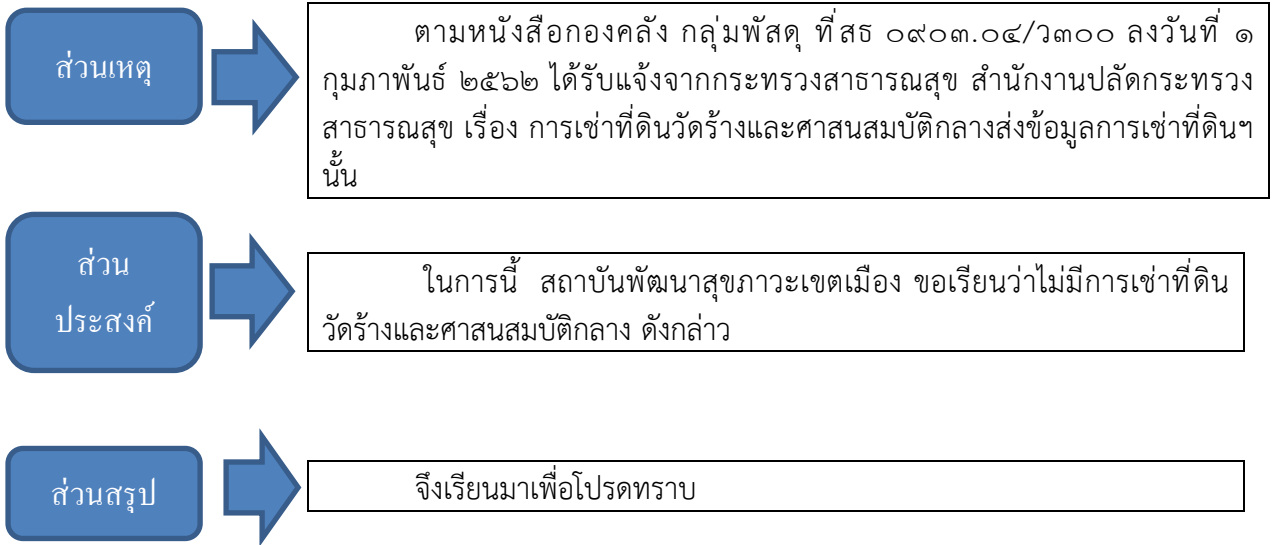 ส่วนเหตุ
ตามหนังสือกองคลัง กลุ่มพัสดุ ที่สธ ๐๙๐๓.๐๔/ว๓๐๐ ลงวันที่ ๑
กุมภาพันธ์ ๒๕๖๒ ได้รับแจ้งจากกระทรวงสาธารณสุข สำนักงานปลัดกระทรวง
สาธารณสุข เรื่อง การเช่าที่ดินวัดร้างและศาสนสมบัติกลางส่งข้อมูลการเช่าที่ดินฯ
นั้น
ส่วน
ประสงค์
ในการนี้ สถาบันพัฒนาสุขภาวะเขตเมือง ขอเรียนว่าไม่มีการเช่าที่ดิน
วัดร้างและศาสนสมบัติกลาง ดังกล่าว
ส่วนสรุป
จึงเรียนมาเพื่อโปรดทราบ